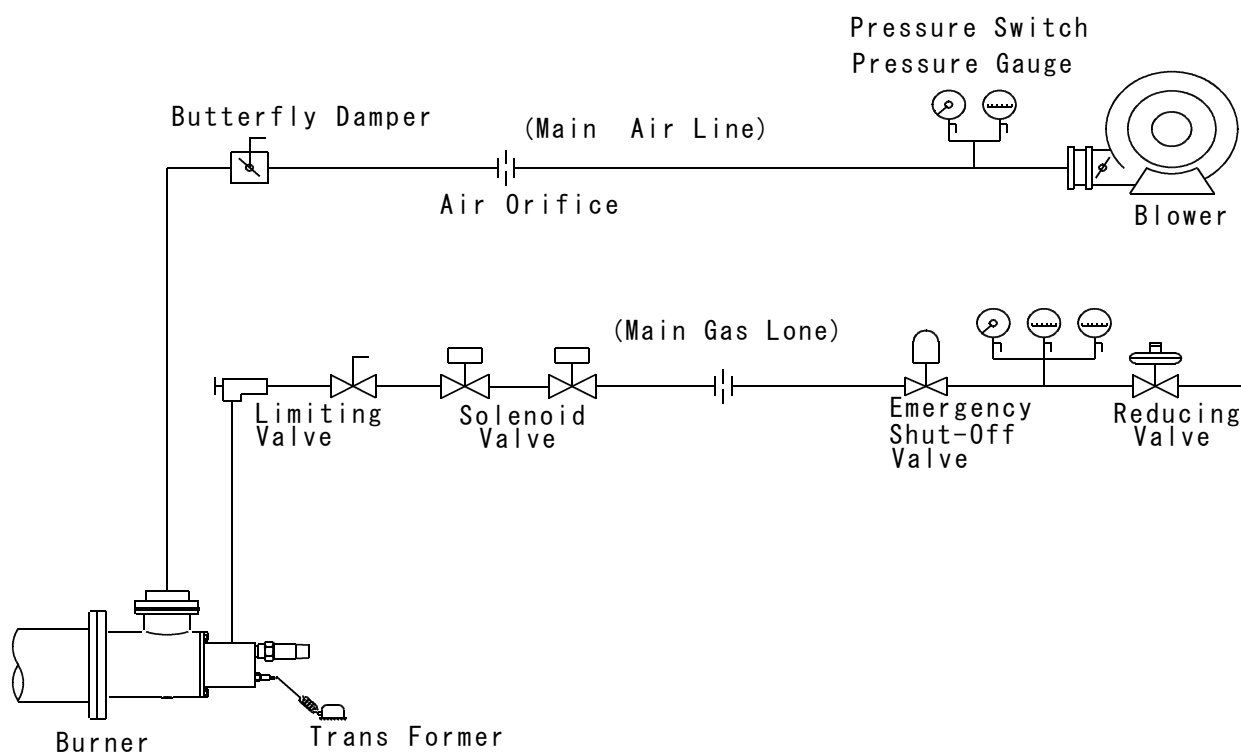 Pressure Switch
Pressure Gauge
Butterfly Damper
(Main Air Line)
Air Orifice
Blower
(Main Gas Lone)
Limiting
Valve
Solenoid
Valve
Emergency
Shut-Off
Valve
Reducing
Valve
Burner
Trans Former